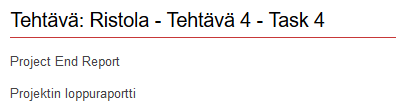 Tehtävä: Ristola - Tehtävä 4 - Task 4
Project End Report
Projektin loppuraportti